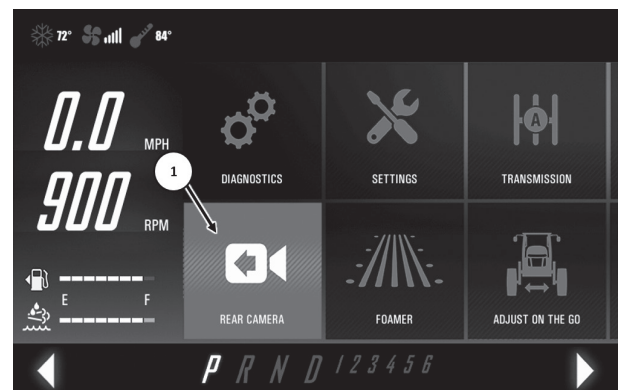 72° 84°
0.0 MPH
900 RPM
E F
1
DIAGNOSTICS SETTINGS TRANSMISSION
A
REAR CAMERA FOAMER ADJUST ON THE GO
P R N D 1 2 3 4 5 6